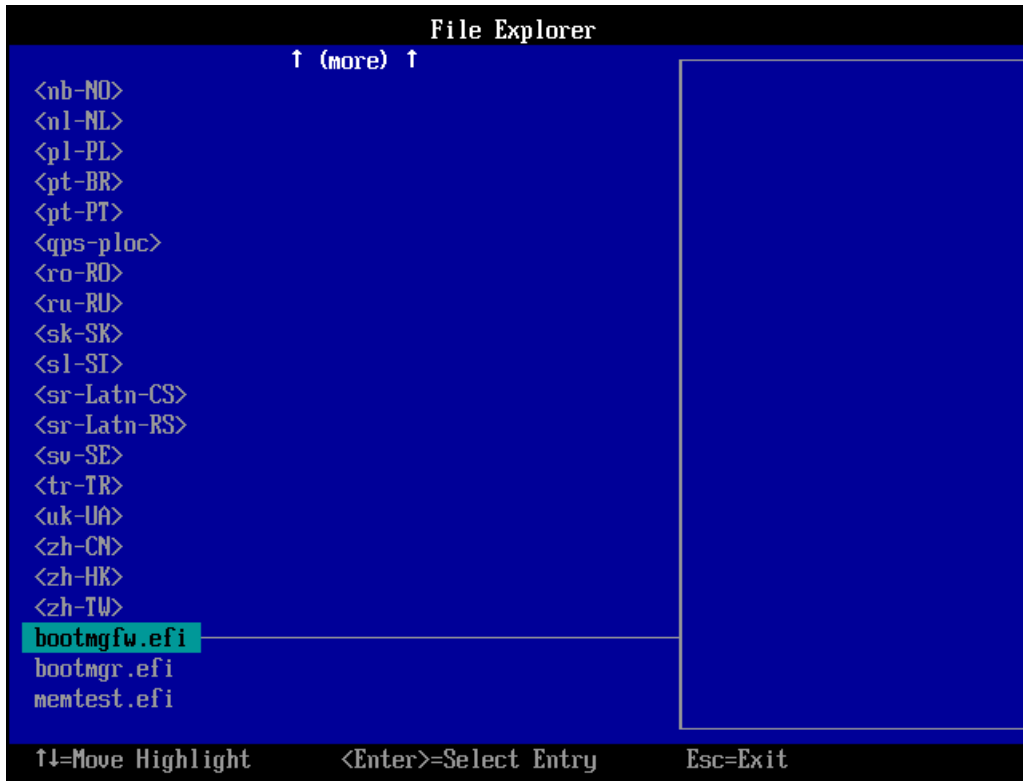 File Explorer
↑ (more) ↑
<nb-NO>
<nl-NL>
<pl-PL>
<pt-BR>
<pt-PT>
<qps-ploc>
<ro-RO>
<ru-RU>
<sk-SK>
<sl-SI>
<sr-Latn-CS>
<sr-Latn-RS>
<sv-SE>
<tr-TR>
<uk-UA>
<zh-CN>
<zh-HK>
<zh-TW>
bootmgfw.efi
bootmgr.efi
memtest.efi
↑↓=Move Highlight <Enter>=Select Entry Esc=Exit